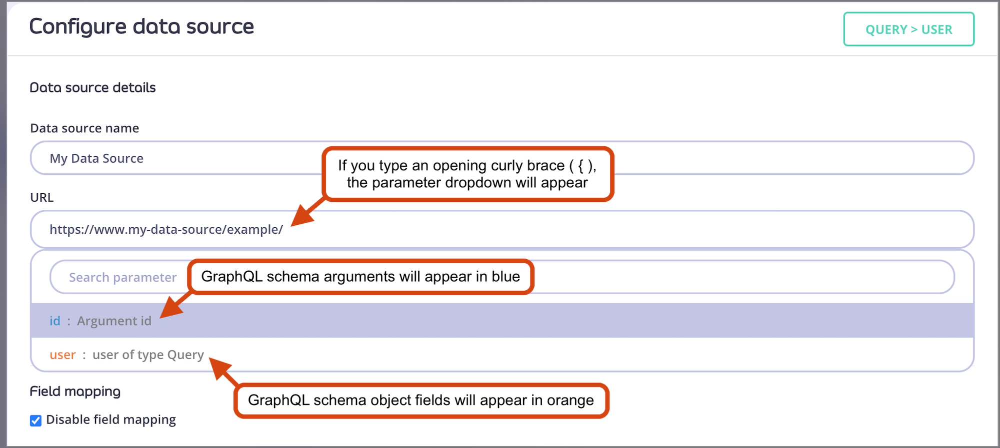 Configure data source
QUERY > USER
Data source details
Data source name
My Data Source
If you type an opening curly brace ( { ),
the parameter dropdown will appear
URL
https://www.my-data-source/example/
Search parameter
GraphQL schema arguments will appear in blue
id : Argument id
user : user of type Query
Field mapping
GraphQL schema object fields will appear in orange
Disable field mapping